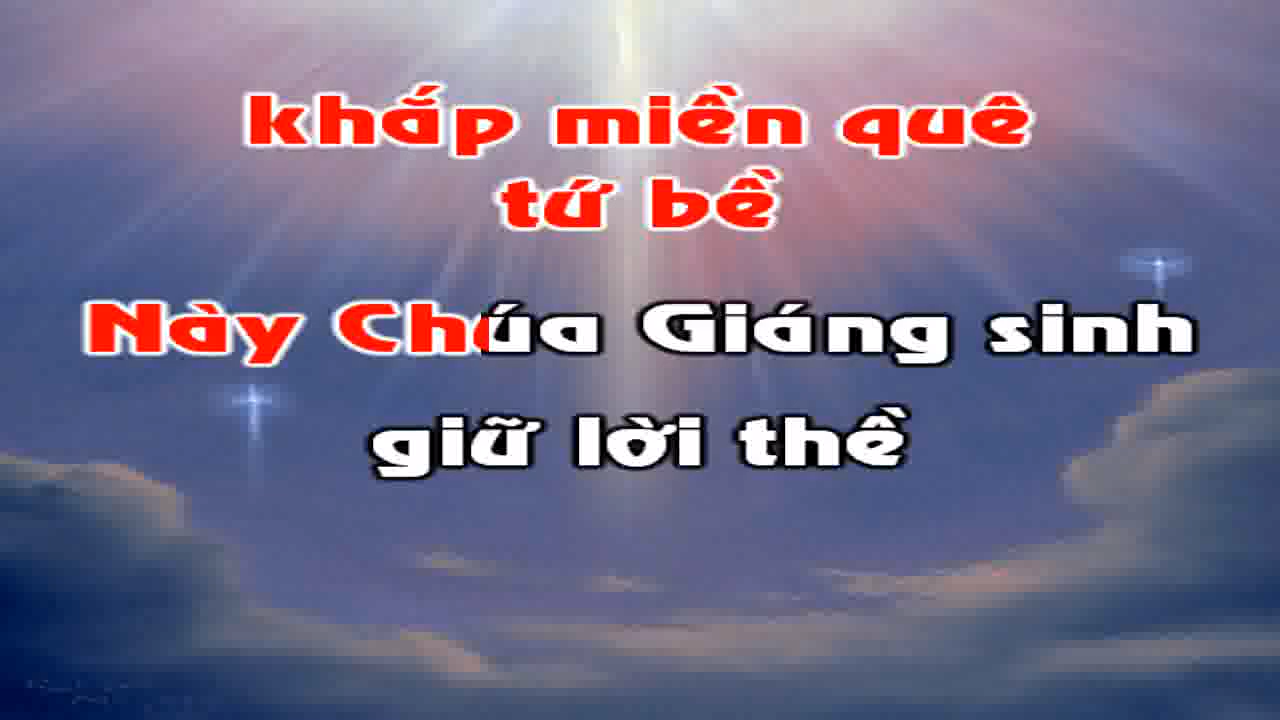 khắp miền quê
tứ bề
Này Chúa Giáng sinh
giữ lời thề